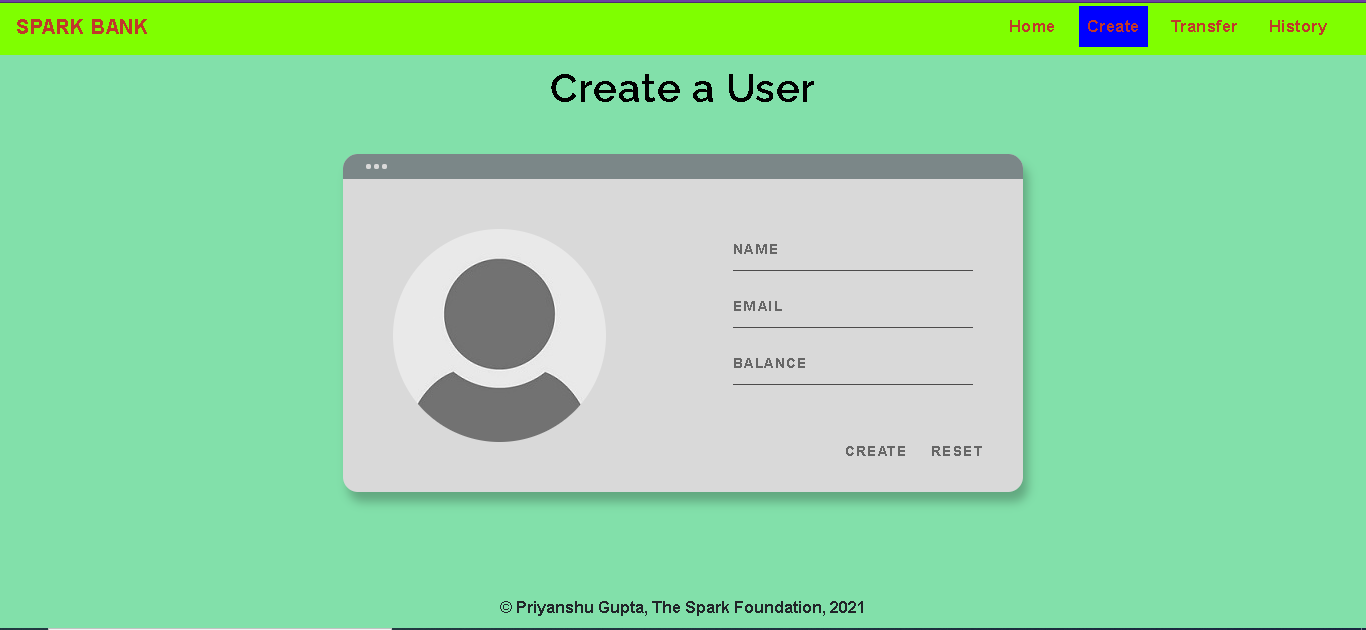 SPARK BANK
Home Create Transfer History
Create a User
NAME
EMAIL
BALANCE
CREATE RESET
© Priyanshu Gupta, The Spark Foundation, 2021